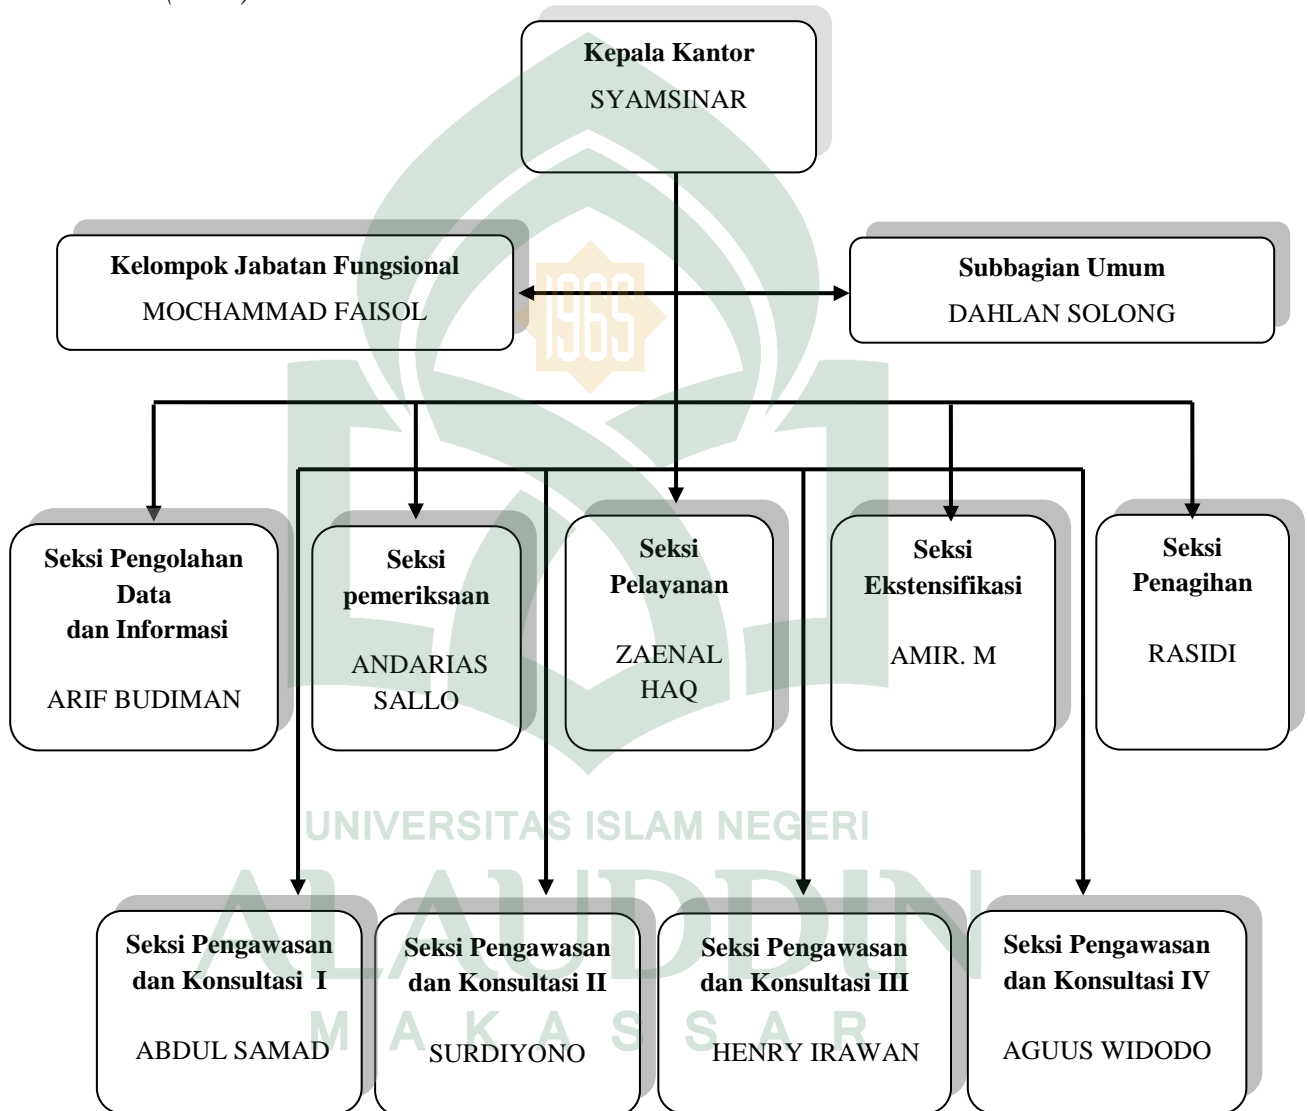 Kepala Kantor
SYAMSINAR
Kelompok Jabatan Fungsional
MOCHAMMAD FAISOL
Subbagian Umum
DAHLAN SOLONG
1965
Seksi Pengolahan
Data
dan Informasi
ARIF BUDIMAN
Seksi
pemeriksaan
ANDARIAS
SALLO
Seksi
Pelayanan
ZAENAL
HAQ
Seksi
Ekstensifikasi
AMIR. M
Seksi
Penagihan
RASIDI
UNIVERSITAS ISLAM NEGERI
ALAUDDIN
MAKASSAR
Seksi Pengawasan
dan Konsultasi I
ABDUL SAMAD
Seksi Pengawasan
dan Konsultasi II
SURDIYONO
Seksi Pengawasan
dan Konsultasi III
HENRY IRAWAN
Seksi Pengawasan
dan Konsultasi IV
AGUUS WIDODO